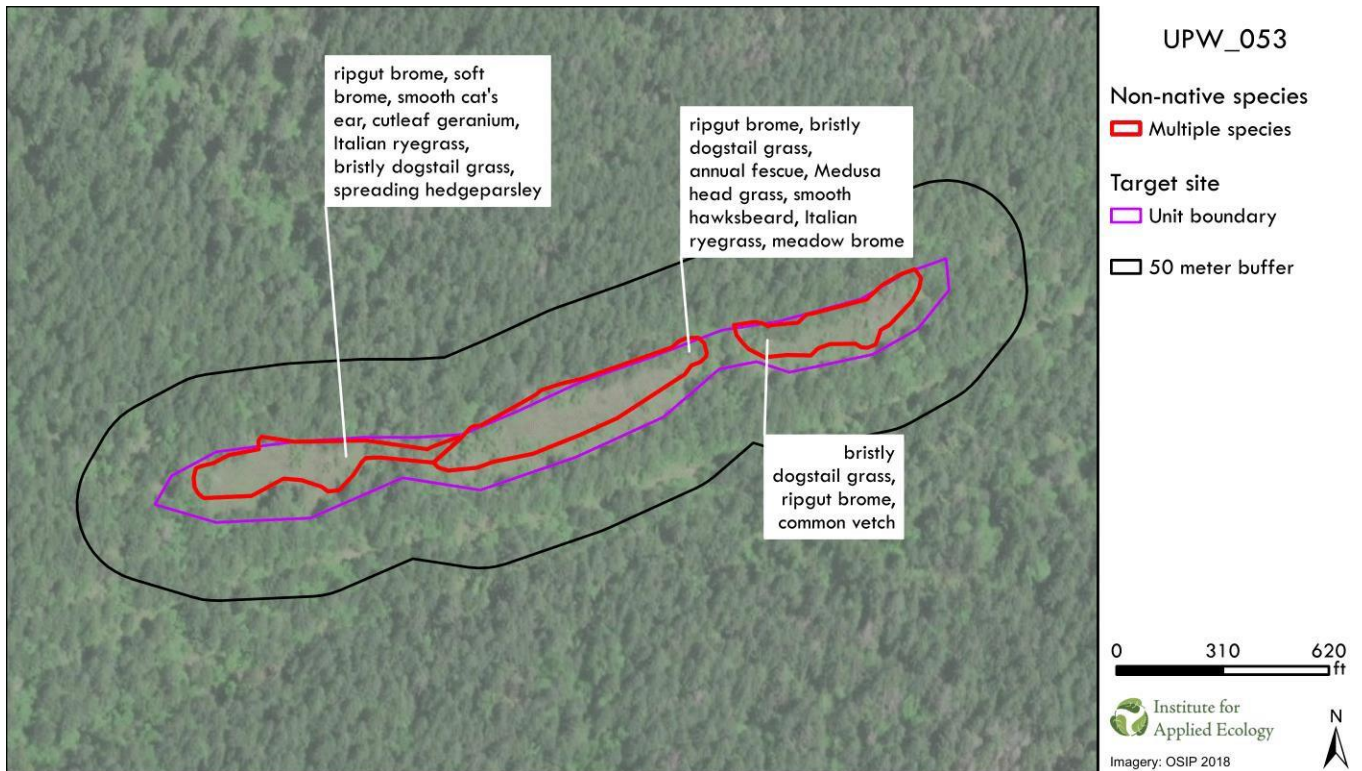 ripgut brome, soft
brome, smooth cat's
ear, cutleaf geranium,
Italian ryegrass,
bristly dogstail grass,
spreading hedgeparsley
ripgut brome, bristly
dogstail grass,
annual fescue, Medusa
head grass, smooth
hawksbeard, Italian
ryegrass, meadow brome
bristly
dogstail grass,
ripgut brome,
common vetch
UPW_053
Non-native species
Multiple species
Target site
Unit boundary
50 meter buffer
0 310 620
ft
Institute for
Applied Ecology
N
Imagery: OSIP 2018